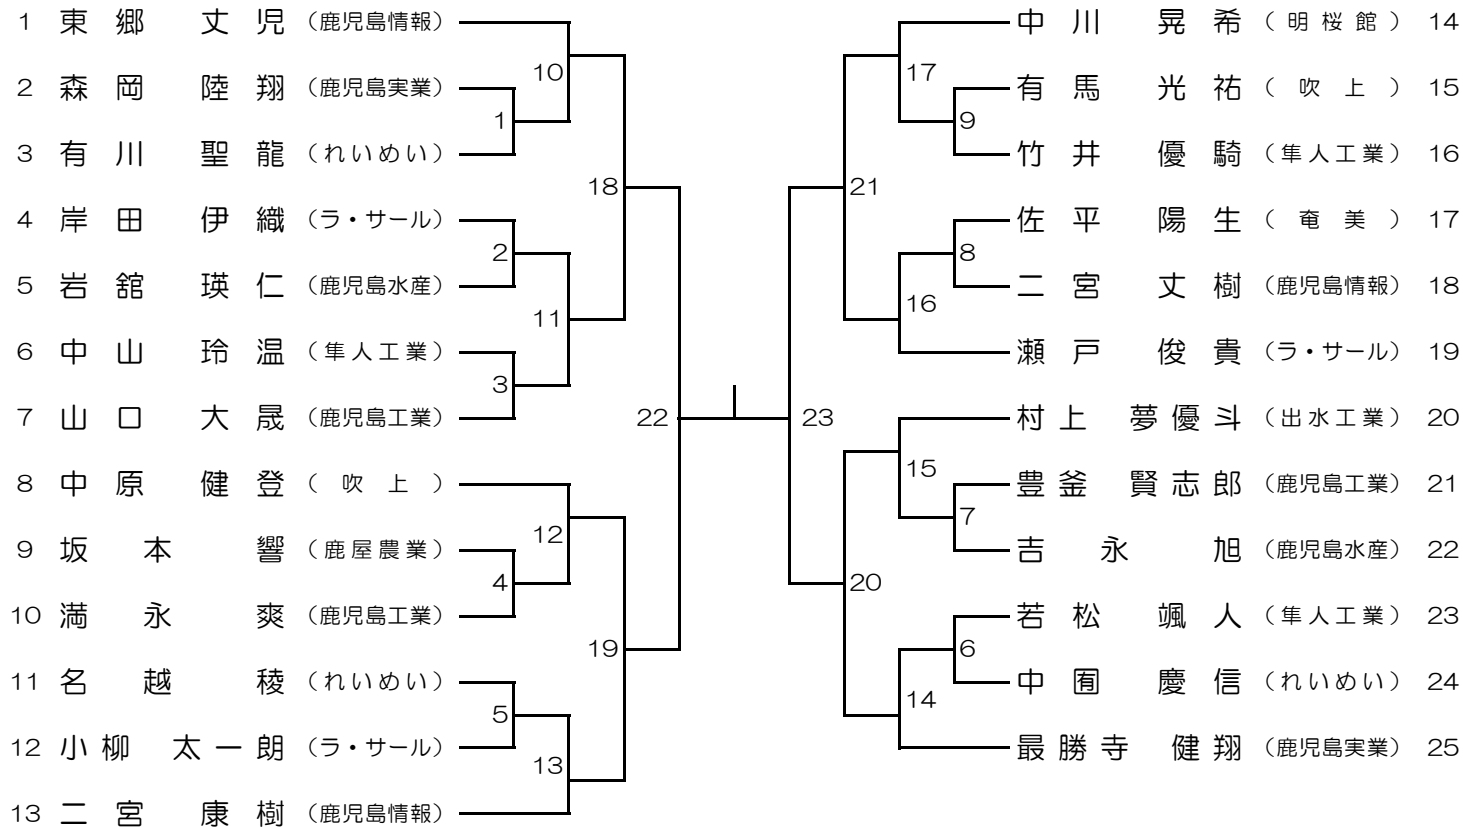 1 東郷 丈児 (鹿児島情報)
2 森岡 陸翔 (鹿児島実業)
3 有川 聖龍 (れいめい)
4 岸田 伊織 (ラ・サール)
5 岩舘 瑛仁 (鹿児島水産)
6 中山 玲温 (隼人工業)
7 山口 大晟 (鹿児島工業)
8 中原 健登 (吹上)
9 坂本 響 (鹿屋農業)
10 満永 爽 (鹿児島工業)
11 名越 稜 (れいめい)
12 小柳 太一朗 (ラ・サール)
13 二宮 康樹 (鹿児島情報)
10
1
18
2
11
3
22
12
4
19
5
13
中川 晃希 (明桜館) 14
有馬 光祐 (吹上) 15
竹井 優騎 (隼人工業) 16
佐平 陽生 (奄美) 17
二宮 丈樹 (鹿児島情報) 18
瀬戸 俊貴 (ラ・サール) 19
村上 夢優斗 (出水工業) 20
豊釜 賢志郎 (鹿児島工業) 21
吉永 旭 (鹿児島水産) 22
若松 颯人 (隼人工業) 23
中囿 慶信 (れいめい) 24
最勝寺 健翔 (鹿児島実業) 25
17
9
21
8
16
23
15
7
20
6
14